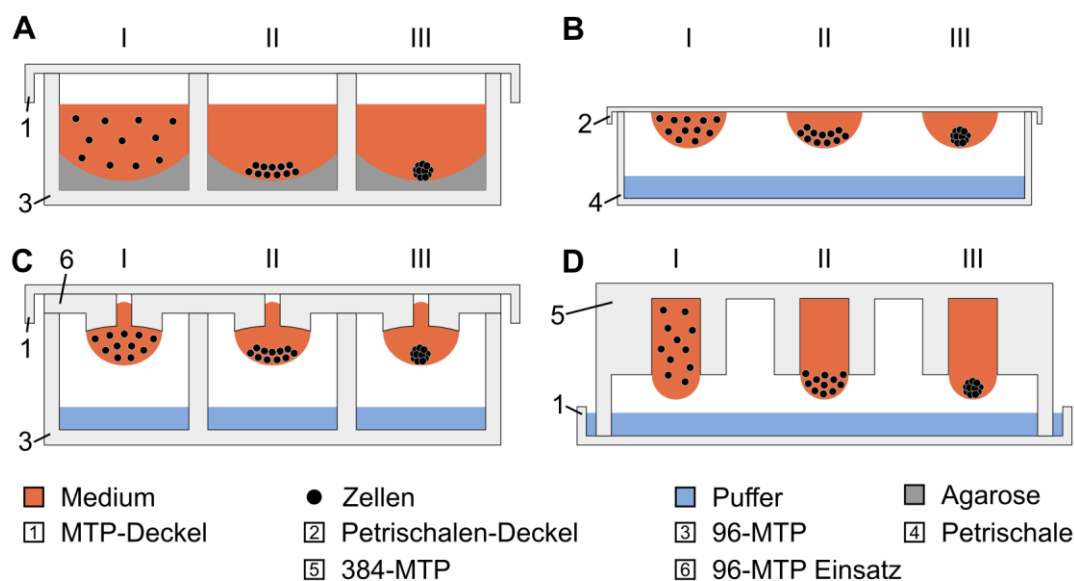 A I II III
1
3
B I II III
2
4
C 6 I II III
1
3
D I II III
5
1
Medium Zellen Puffer Agarose
1 MTP-Deckel 2 Petrischalen-Deckel 3 96-MTP 4 Petrischale
5 384-MTP 6 96-MTP Einsatz